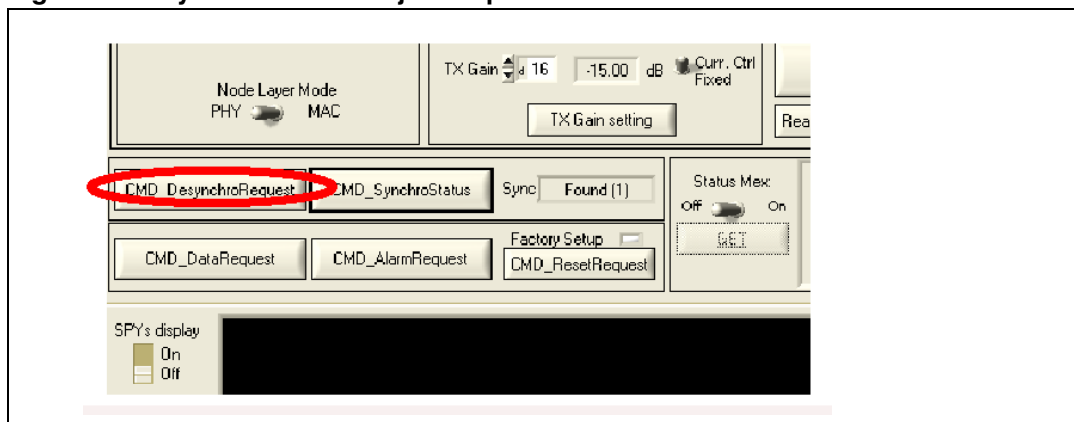 TX Gain d 16 -15.00 dB Curr. Ctrl
Fixed
Node Layer Mode
PHY MAC
TX Gain setting
Rea
CMD_DesynchroRequest CMD_SynchroStatus Sync Found (1)
Status Mex:
Off On
GET
CMD_DataRequest CMD_AlarmRequest
Factory Setup
CMD_ResetRequest
SPY's display
On
Off